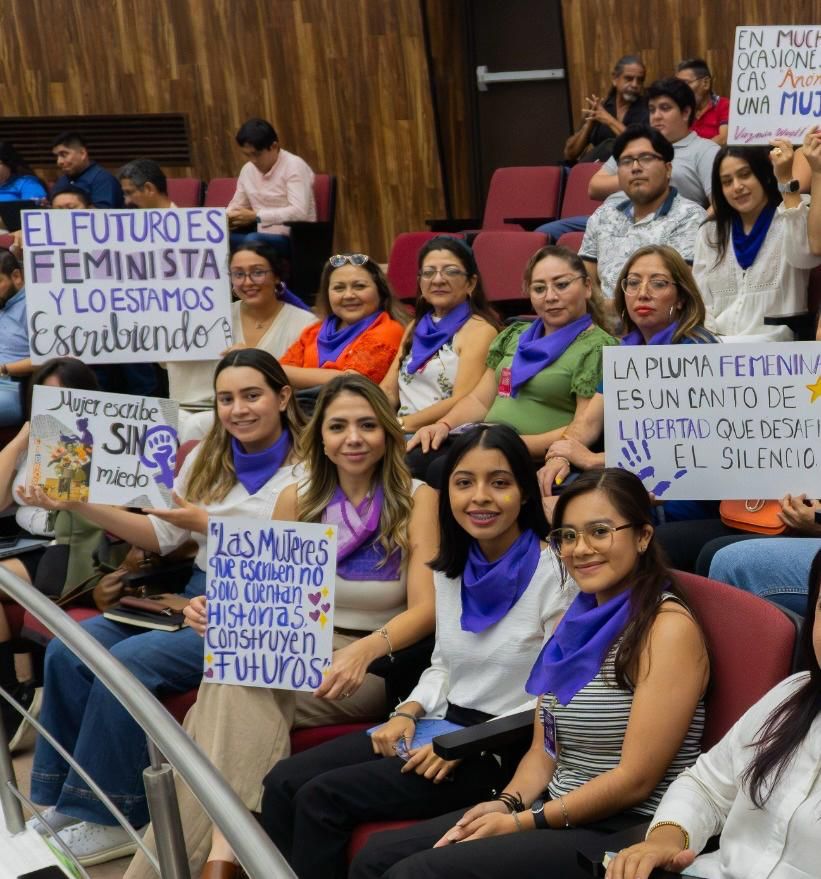 EL FUTURO ES
FEMINISTA
Y LO ESTAMOS
Escribiendo
Mujer escribe
SIN
miedo
"LAS MUJERES
que escriben no
solo cuentan
Historias.
Construyen
Futuros"
EN
OCASIONES
CAS "Anón
UNA MUJ
Virginia Woolf
LA PLUMA FEMENINA
ES UN CANTO DE
LIBERTAD QUE DESAFI
EL SILENCIO